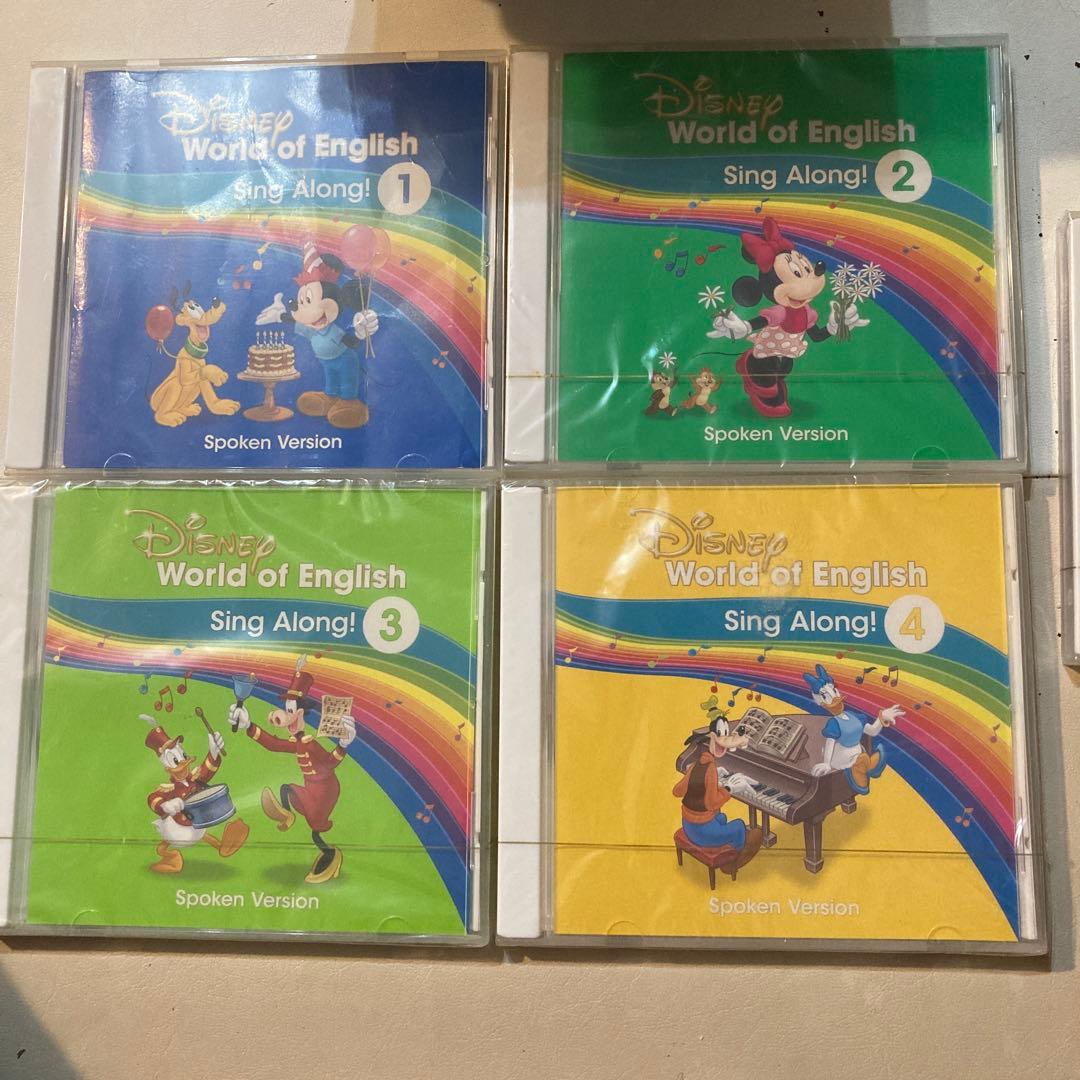 Disney
World of English
Sing Along! 1
Spoken Version
Disney
World of English
Sing Along! 2
Spoken Version
Disney
World of English
Sing Along! 3
Spoken Version
Disney
World of English
Sing Along! 4
Spoken Version